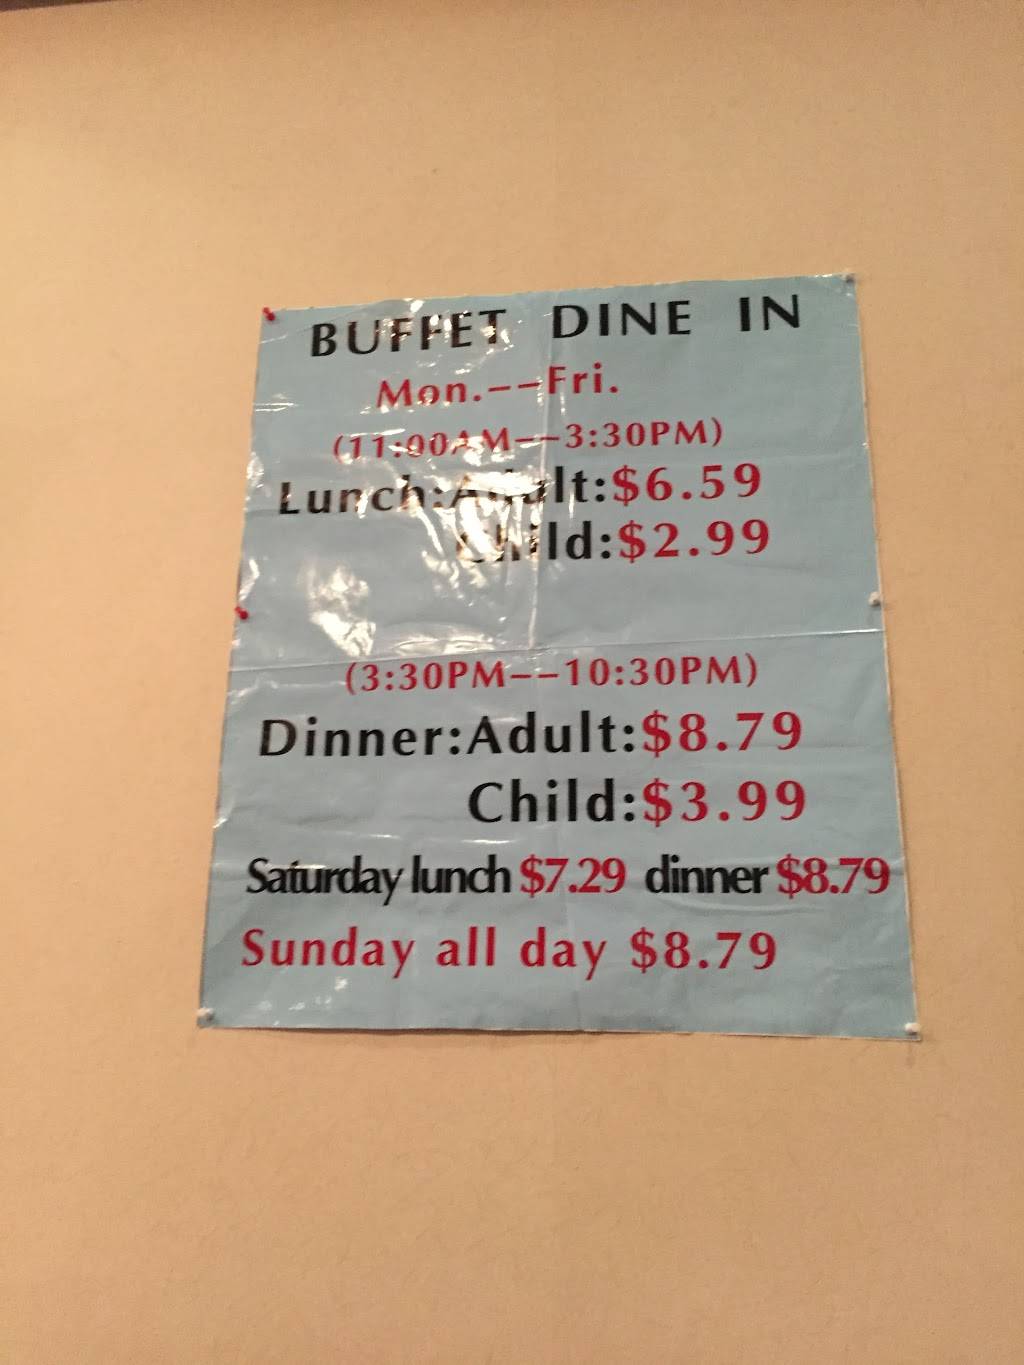 BUFFET DINE IN
Mon.--Fri.
(11:00AM--3:30PM)
Lunch:Adult:$6.59
Child:$2.99
(3:30PM--10:30PM)
Dinner:Adult:$8.79
Child:$3.99
Saturday lunch $7.29 dinner $8.79
Sunday all day $8.79